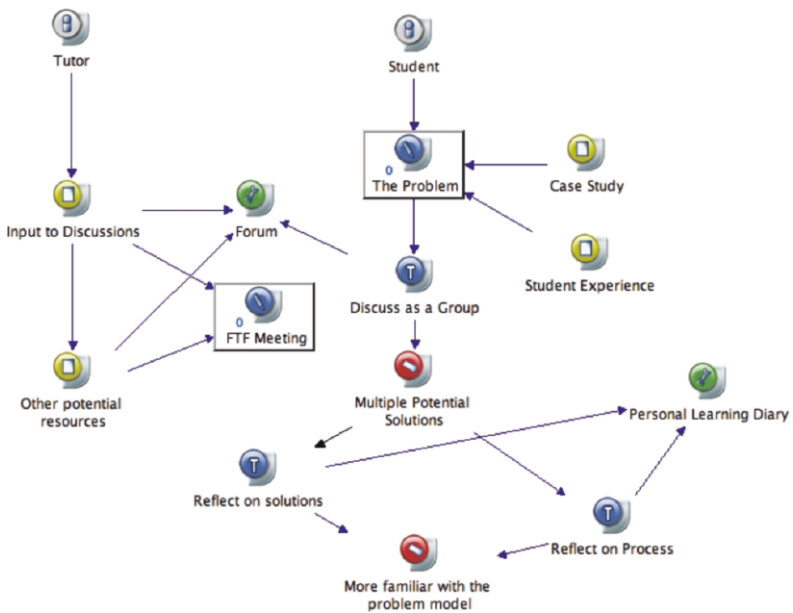 Tutor
Student
0
The Problem
Case Study
Input to Discussions
Forum
Student Experience
0
FTF Meeting
T
Discuss as a Group
Other potential
resources
Multiple Potential
Solutions
Personal Learning Diary
T
Reflect on solutions
T
Reflect on Process
More familiar with the
problem model